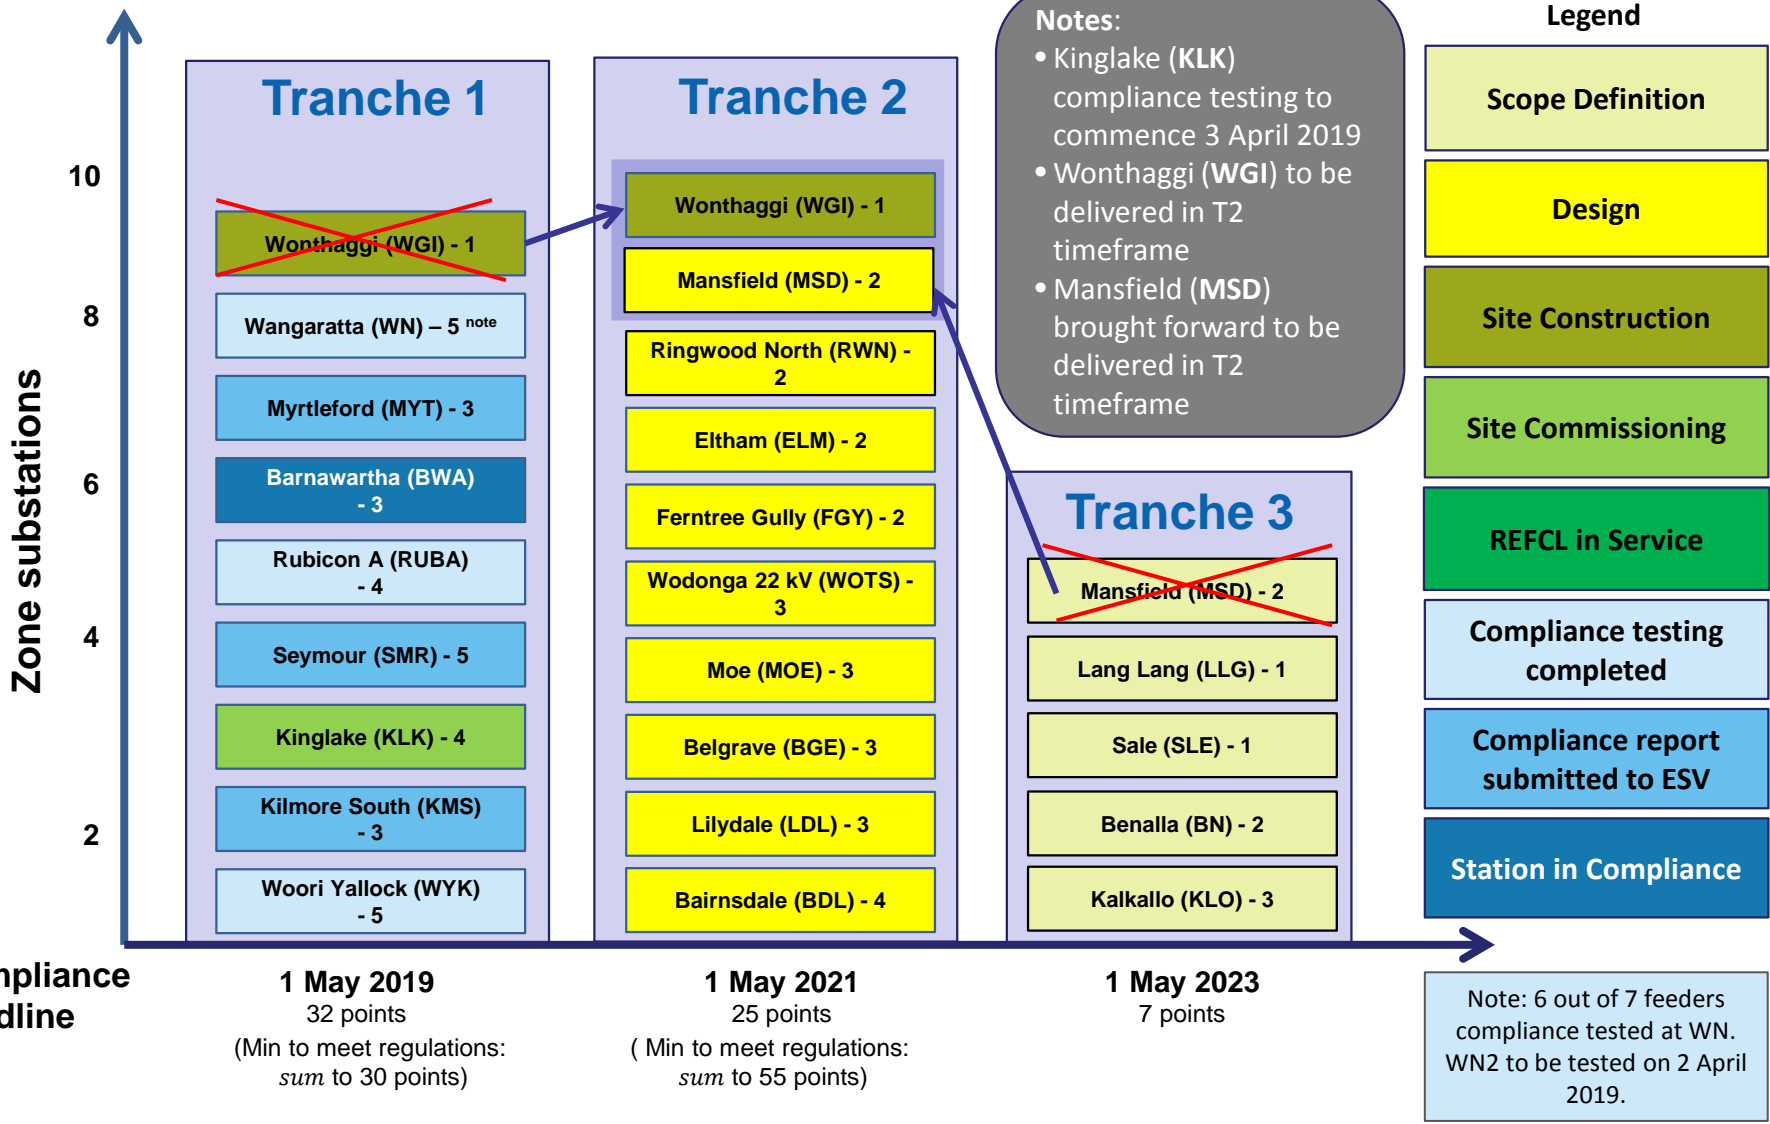 Zone substations
10
8
6
4
2
Tranche 1
Wonthaggi (WGI) - 1
Wangaratta (WN) – 5 note
Myrtleford (MYT) - 3
Barnawartha (BWA)
- 3
Rubicon A (RUBA)
- 4
Seymour (SMR) - 5
Kinglake (KLK) - 4
Kilmore South (KMS)
- 3
Woori Yallock (WYK)
- 5
Tranche 2
Wonthaggi (WGI) - 1
Mansfield (MSD) - 2
Ringwood North (RWN) -
2
Eltham (ELM) - 2
Ferntree Gully (FGY) - 2
Wodonga 22 kV (WOTS) -
3
Moe (MOE) - 3
Belgrave (BGE) - 3
Lilydale (LDL) - 3
Bairnsdale (BDL) - 4
Notes:
• Kinglake (KLK)
compliance testing to
commence 3 April 2019
• Wonthaggi (WGI) to be
delivered in T2
timeframe
• Mansfield (MSD)
brought forward to be
delivered in T2
timeframe
Tranche 3
Mansfield (MSD) - 2
Lang Lang (LLG) - 1
Sale (SLE) - 1
Benalla (BN) - 2
Kalkallo (KLO) - 3
Legend
Scope Definition
Design
Site Construction
Site Commissioning
REFCL in Service
Compliance testing
completed
Compliance report
submitted to ESV
Station in Compliance
mpliance
dline
1 May 2019
32 points
(Min to meet regulations:
sum to 30 points)
1 May 2021
25 points
( Min to meet regulations:
sum to 55 points)
1 May 2023
7 points
Note: 6 out of 7 feeders
compliance tested at WN.
WN2 to be tested on 2 April
2019.